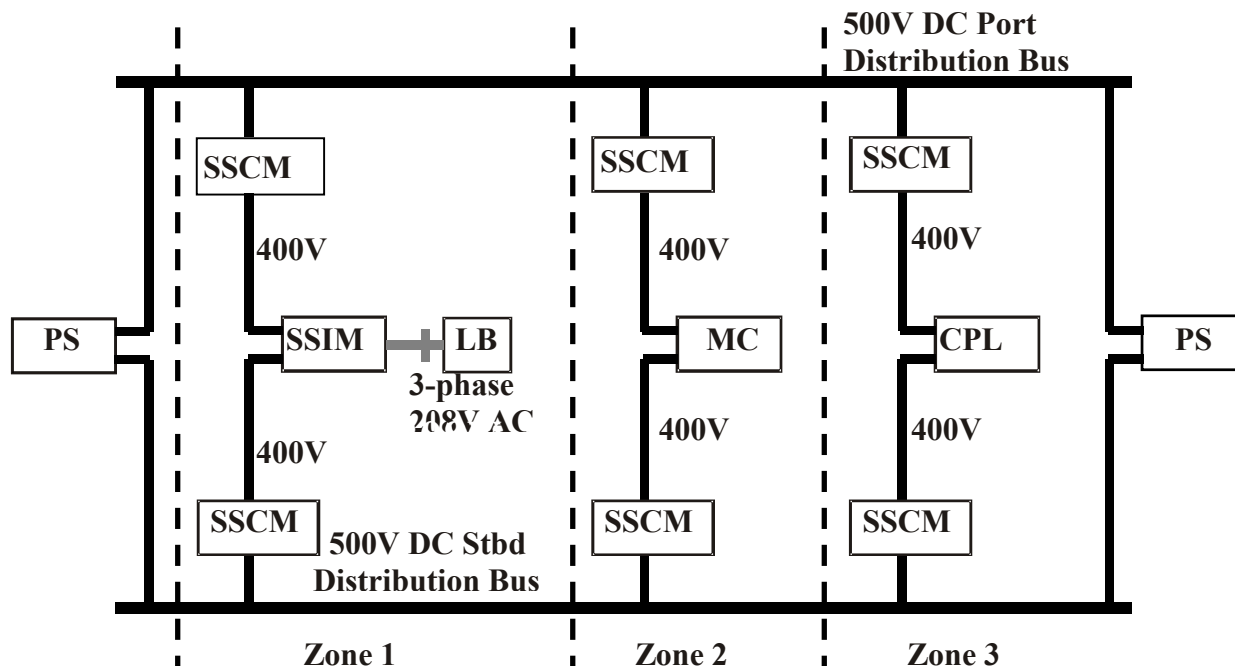 500V DC Port
Distribution Bus
SSCM
SSCM
SSCM
400V
400V
400V
PS
SSIM
LB
MC
CPL
PS
3-phase
208V AC
400V
400V
400V
SSCM
SSCM
SSCM
500V DC Stbd
Distribution Bus
Zone 1
Zone 2
Zone 3